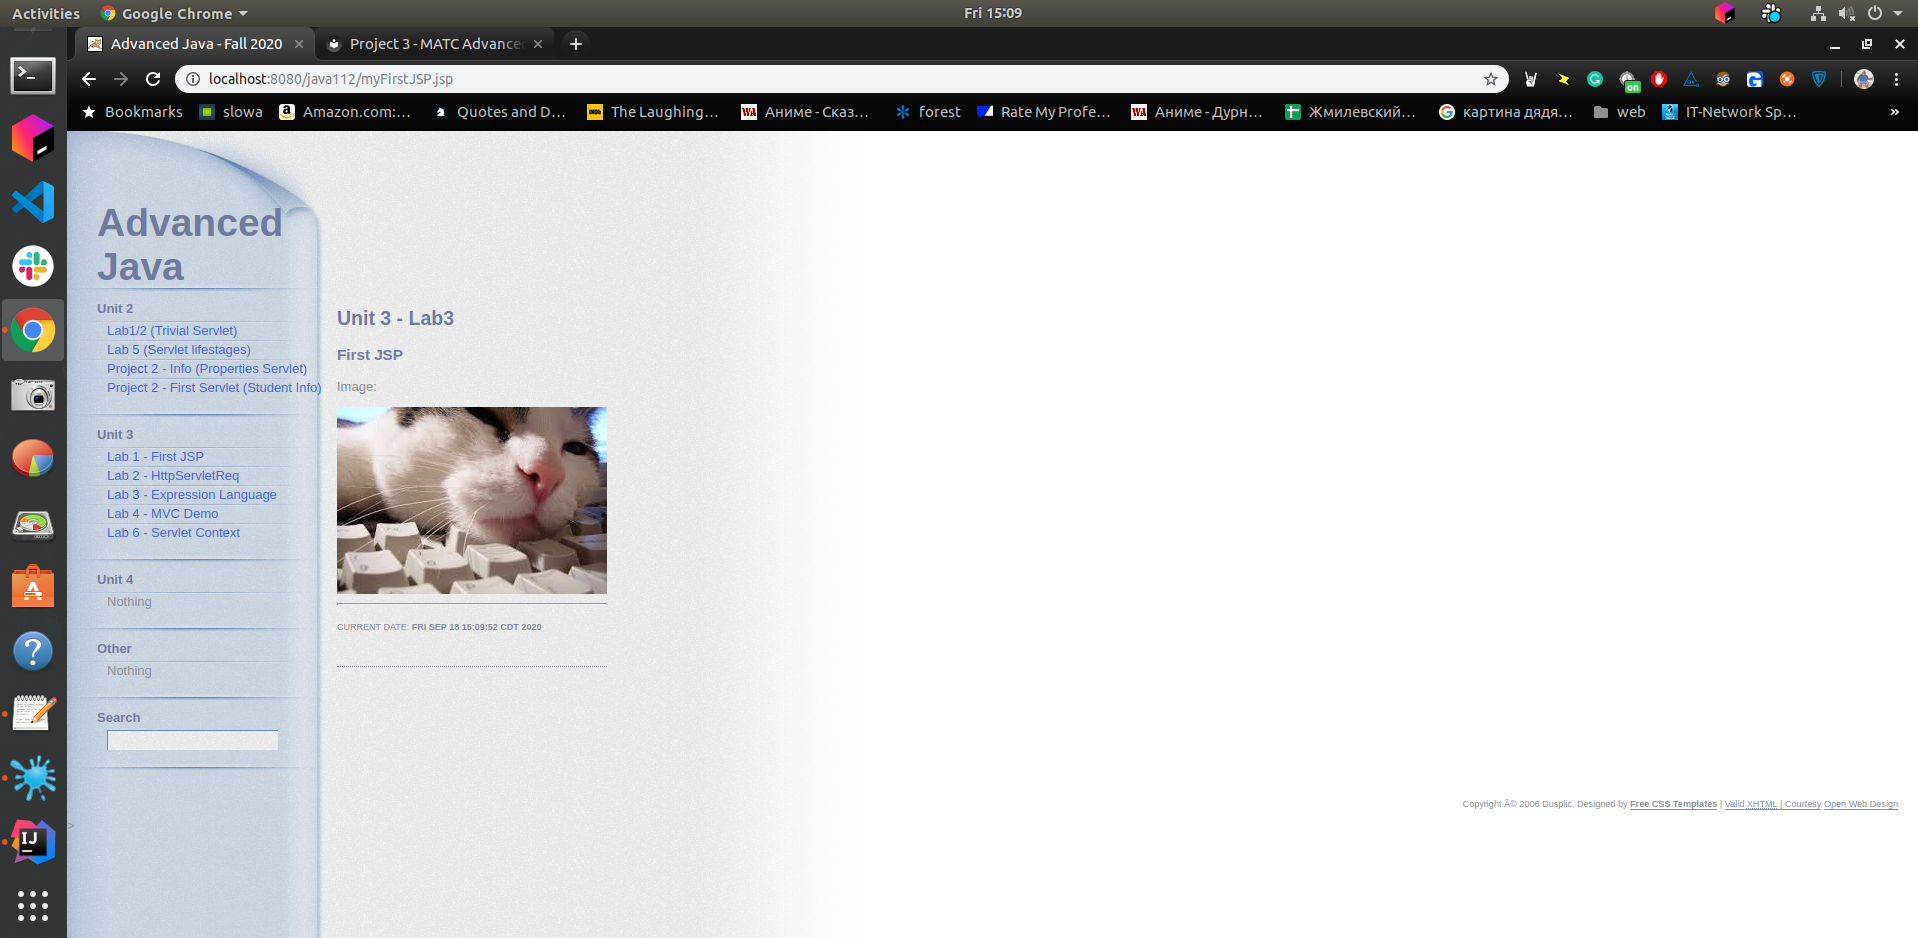 Activities Google Chrome Fri 15:09
Advanced Java - Fall 2020 Project 3 - MATC Advance
localhost:8080/java112/myFirstJSP.jsp
on
Bookmarks slowa Amazon.com:... Quotes and D... The Laughing... Аниме - Сказ... forest Rate My Profe... Аниме - Дурн... Жмилевский... картина дядя... web IT-Network Sp... »
Advanced
Java
Unit 2
Lab1/2 (Trivial Servlet)
Lab 5 (Servlet lifestages)
Project 2 - Info (Properties Servlet)
Project 2 - First Servlet (Student Info)
Unit 3
Lab 1 - First JSP
Lab 2 - HttpServletReq
Lab 3 - Expression Language
Lab 4 - MVC Demo
Lab 6 - Servlet Context
Unit 4
Nothing
Other
Nothing
Search
>
Unit 3 - Lab3
First JSP
Image:
CURRENT DATE: FRI SEP 18 15:09:52 CDT 2020
Copyright Â© 2006 Dusplic. Designed by Free CSS Templates | Valid XHTML | Courtesy Open Web Design
IJ